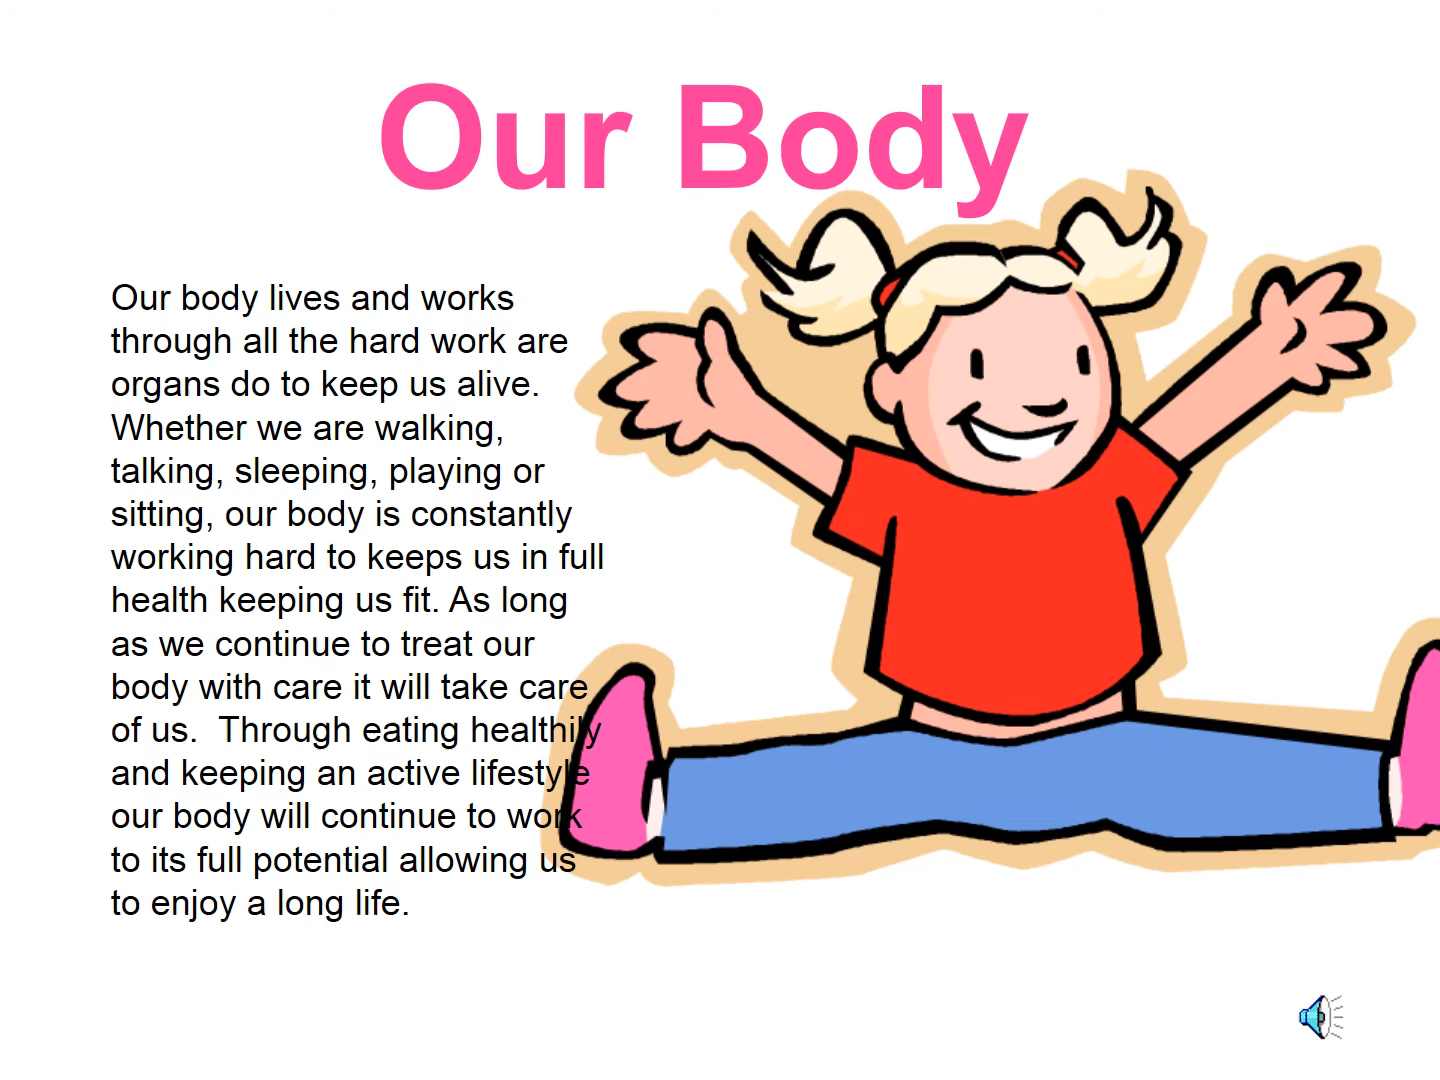 Our Body
Our body lives and works
through all the hard work are
organs do to keep us alive.
Whether we are walking,
talking, sleeping, playing or
sitting, our body is constantly
working hard to keeps us in full
health keeping us fit. As long
as we continue to treat our
body with care it will take care
of us.  Through eating healthily
and keeping an active lifestyle
our body will continue to work
to its full potential allowing us
to enjoy a long life.